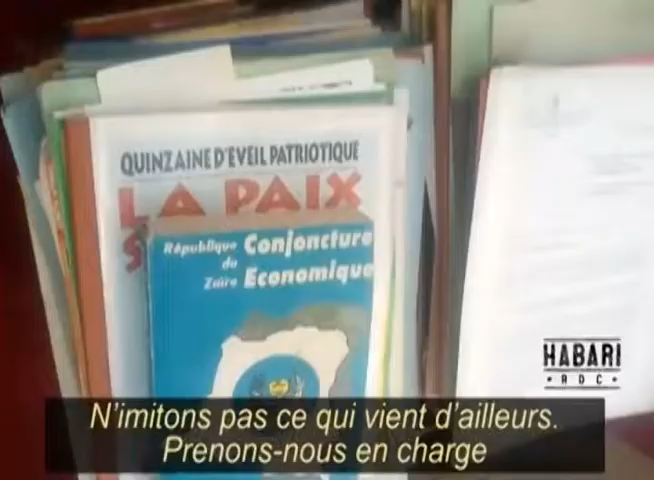 QUINZAINE D'EVEIL PATRIOTIQUE
LA PAIX
S
République du Zaïre
Conjoncture Economique
HABARI
RDC
N'imitons pas ce qui vient d'ailleurs.
Prenons-nous en charge